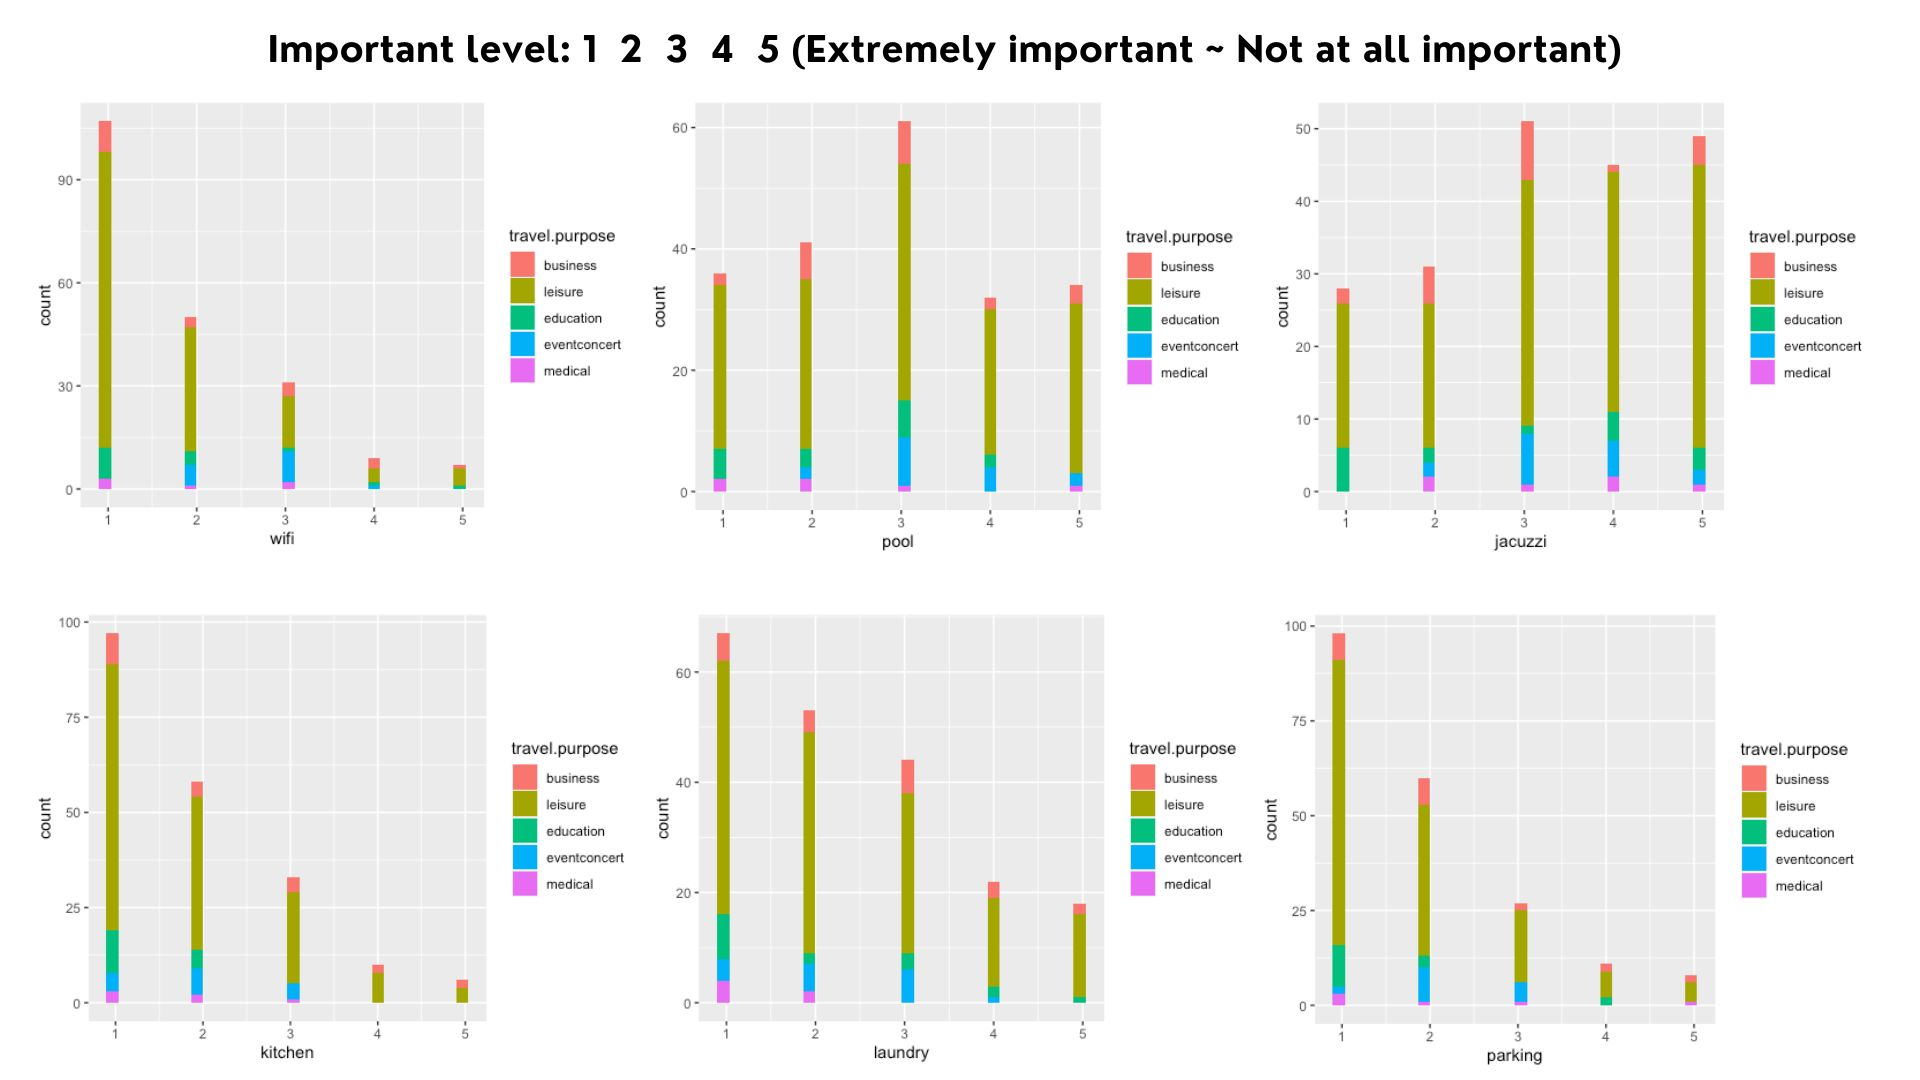 Important level: 1 2 3 4 5 (Extremely important ~ Not at all important)
90
60
30
0
count
1 2 3 4 5
wifi
travel.purpose
business
leisure
education
eventconcert
medical
60
40
20
0
count
1 2 3 4 5
pool
travel.purpose
business
leisure
education
eventconcert
medical
50
40
30
20
10
0
count
1 2 3 4 5
jacuzzi
travel.purpose
business
leisure
education
eventconcert
medical
100
75
50
25
0
count
1 2 3 4 5
kitchen
travel.purpose
business
leisure
education
eventconcert
medical
60
40
20
0
count
1 2 3 4 5
laundry
travel.purpose
business
leisure
education
eventconcert
medical
100
75
50
25
0
count
1 2 3 4 5
parking
travel.purpose
business
leisure
education
eventconcert
medical